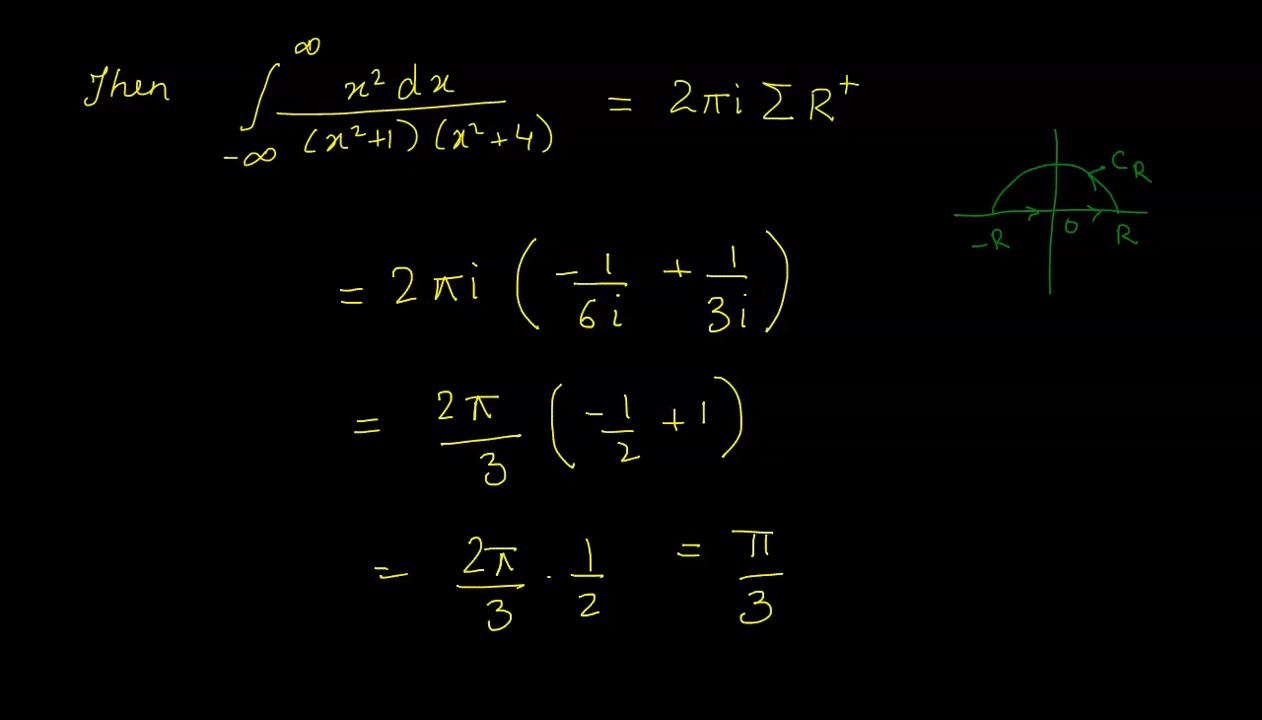 Then ∫_{-∞}^{∞} x² dx / (x²+1) (x²+4) = 2πi Σ R⁺
C_R
-R 0 R
= 2πi ( -1/6i + 1/3i )
= 2π/3 ( -1/2 + 1 )
= 2π/3 · 1/2 = π/3